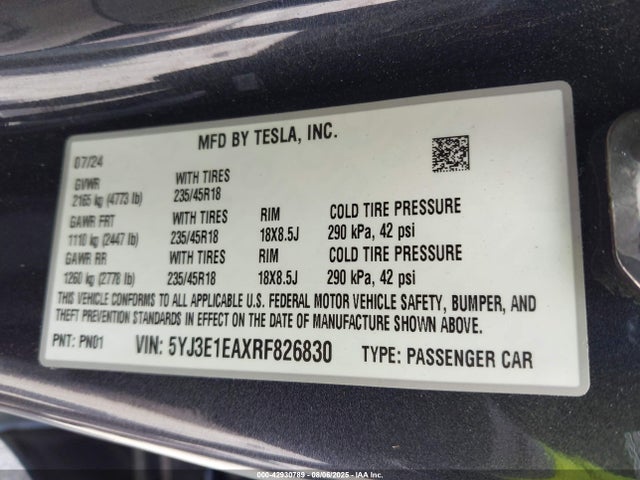 MFD BY TESLA, INC.
07/24
GVWR WITH TIRES
2165 kg (4773 lb) 235/45R18
GAWR FRT WITH TIRES RIM COLD TIRE PRESSURE
1110 kg (2447 lb) 235/45R18 18X8.5J 290 kPa, 42 psi
GAWR RR WITH TIRES RIM COLD TIRE PRESSURE
1260 kg (2778 lb) 235/45R18 18X8.5J 290 kPa, 42 psi
THIS VEHICLE CONFORMS TO ALL APPLICABLE U.S. FEDERAL MOTOR VEHICLE SAFETY, BUMPER, AND
THEFT PREVENTION STANDARDS IN EFFECT ON THE DATE OF MANUFACTURE SHOWN ABOVE.
PNT: PN01 VIN: 5YJ3E1EAXRF826830 TYPE: PASSENGER CAR
000-42930789 - 08/06/2025 - IAA Inc.